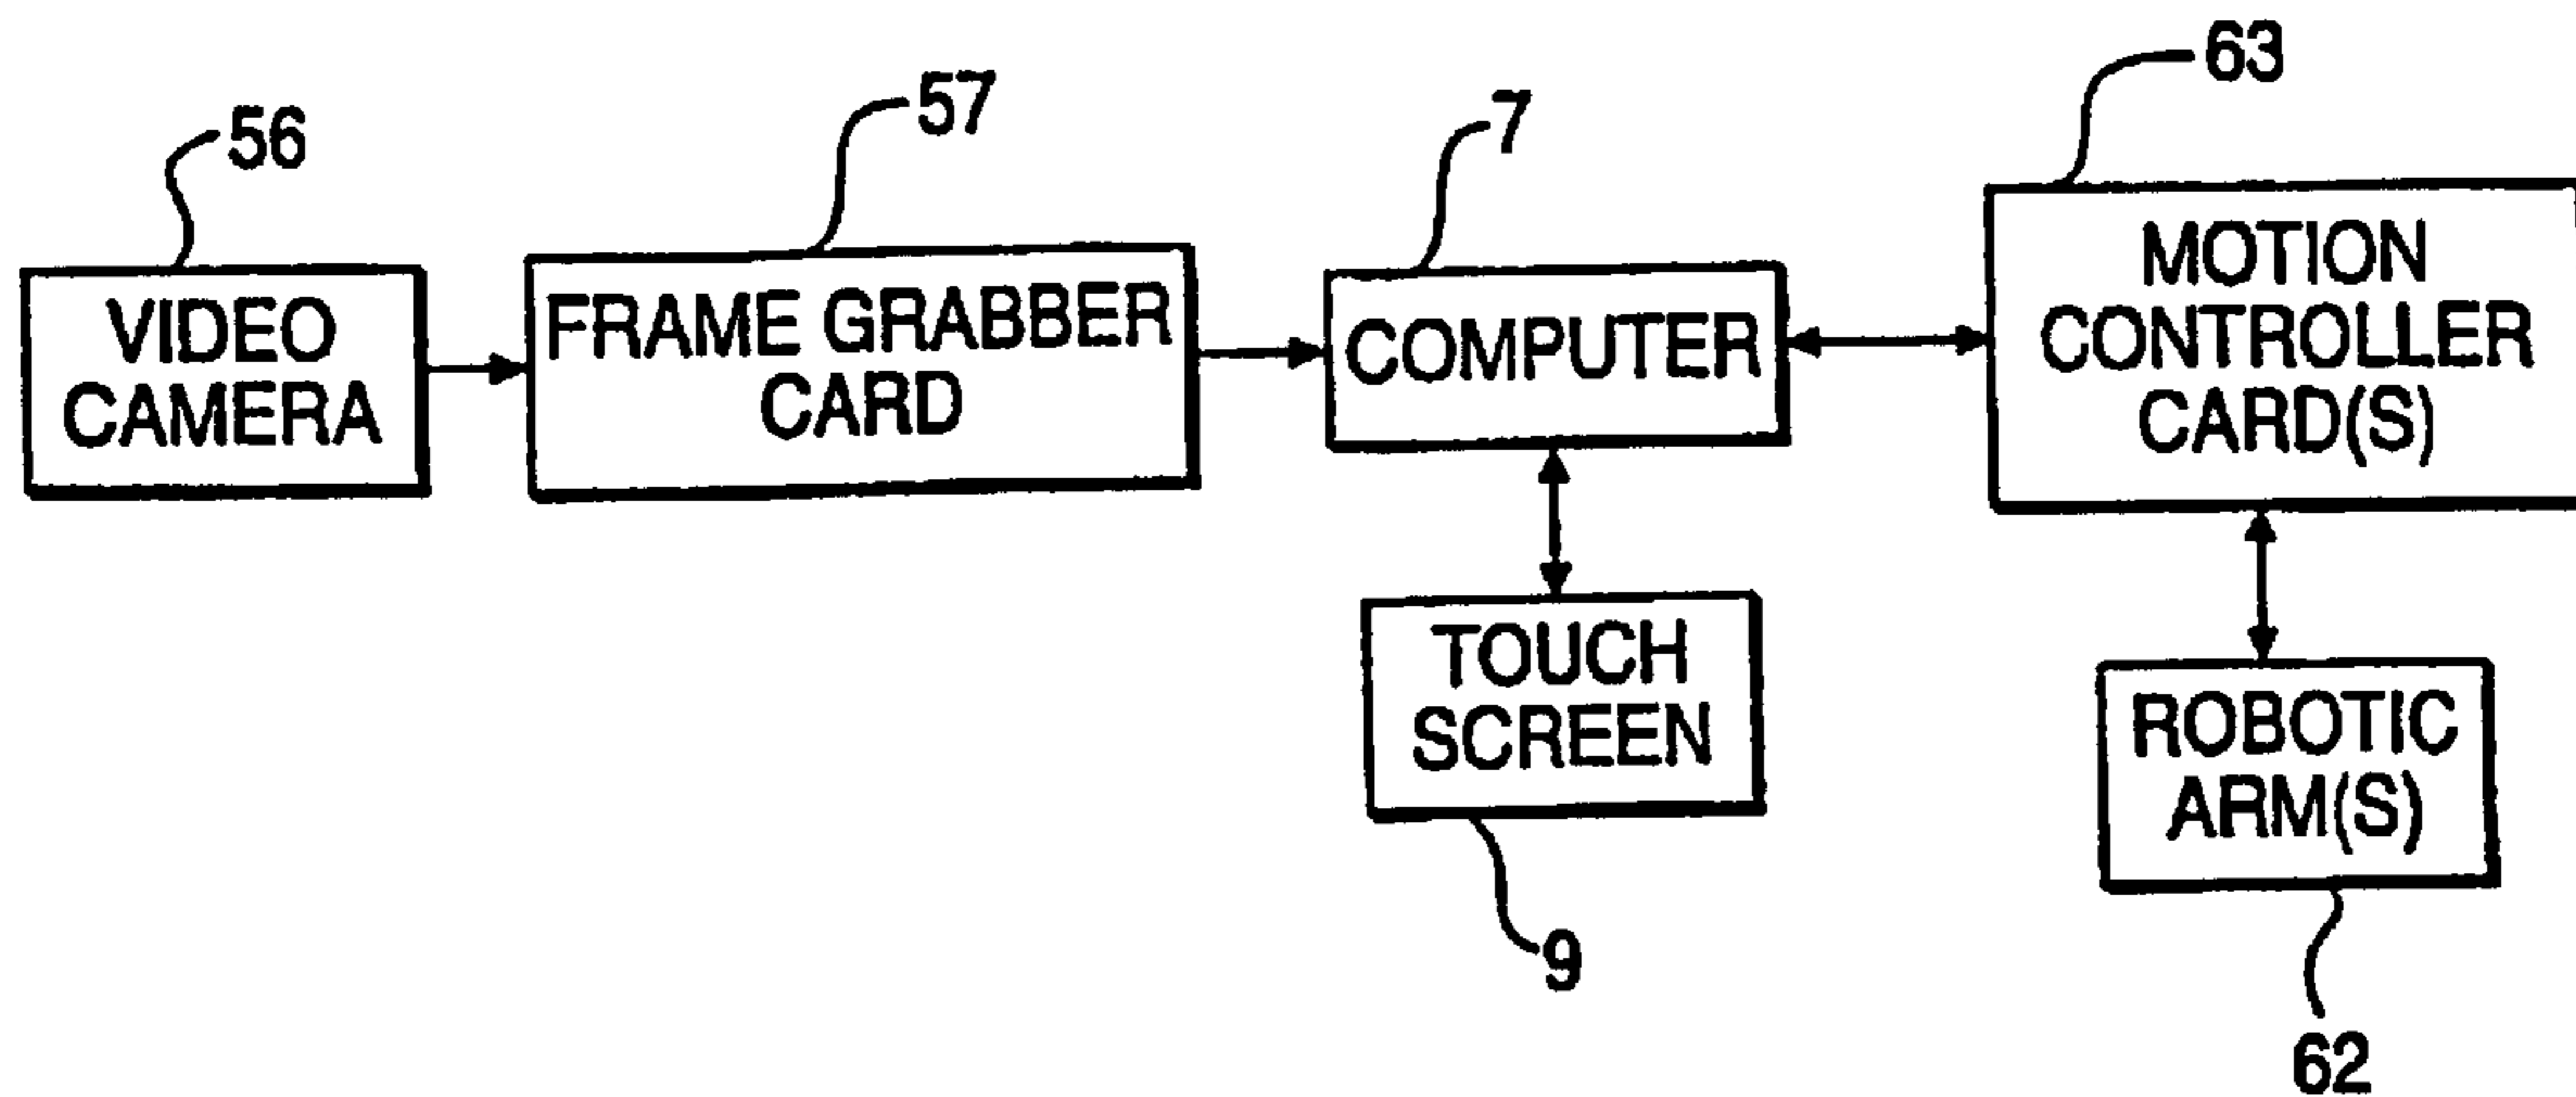 56
57
7
63
VIDEO
CAMERA
FRAME GRABBER
CARD
COMPUTER
MOTION
CONTROLLER
CARD(S)
TOUCH
SCREEN
ROBOTIC
ARM(S)
9
62